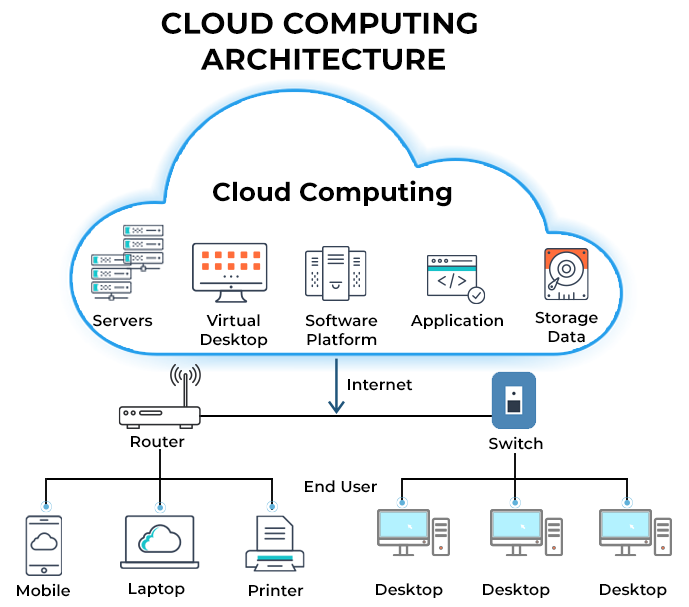 CLOUD COMPUTING
ARCHITECTURE
Cloud Computing
Servers
Virtual
Desktop
Software
Platform
</>
Application
Storage
Data
Internet
Router
Switch
End User
Mobile
Laptop
Printer
Desktop
Desktop
Desktop